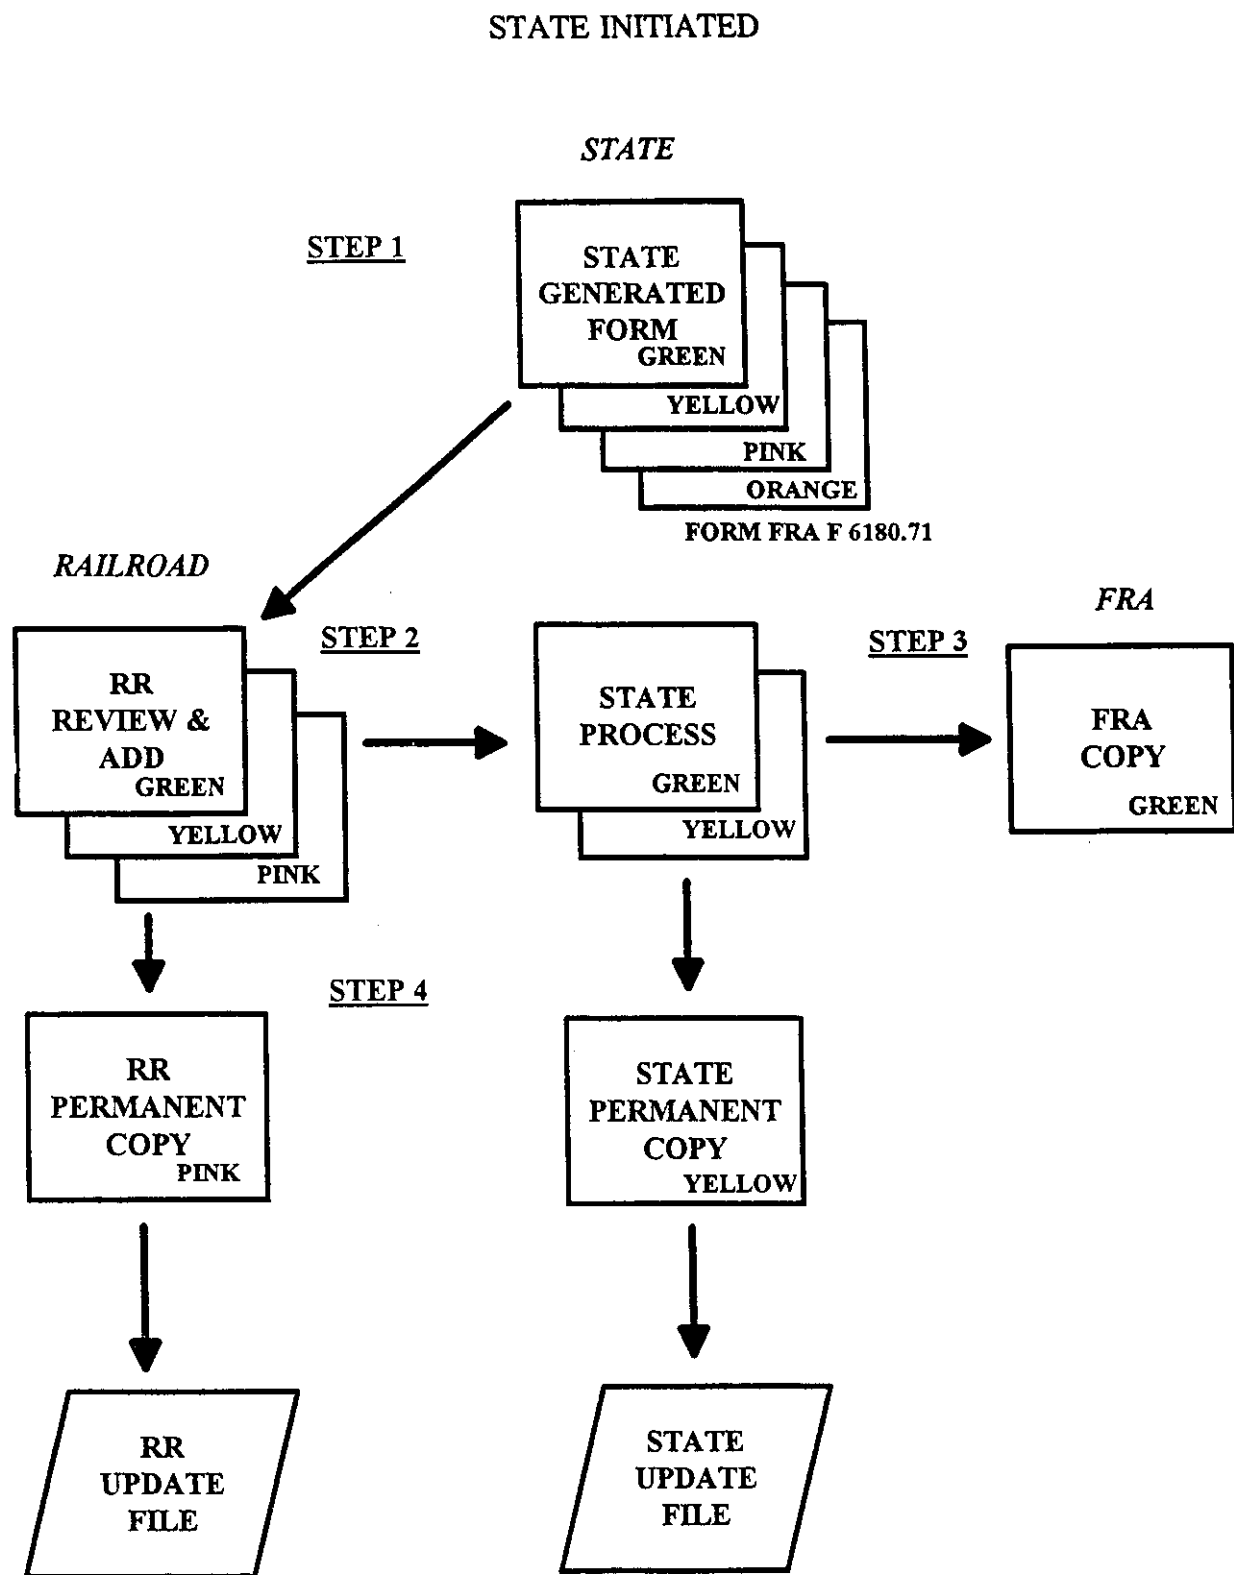 STATE INITIATED
STATE
STEP 1
STATE
GENERATED
FORM
GREEN
YELLOW
PINK
ORANGE
FORM FRA F 6180.71
RAILROAD
FRA
STEP 2
STEP 3
RR
REVIEW &
ADD
GREEN
YELLOW
PINK
STATE
PROCESS
GREEN
YELLOW
FRA
COPY
GREEN
STEP 4
RR
PERMANENT
COPY
PINK
STATE
PERMANENT
COPY
YELLOW
RR
UPDATE
FILE
STATE
UPDATE
FILE